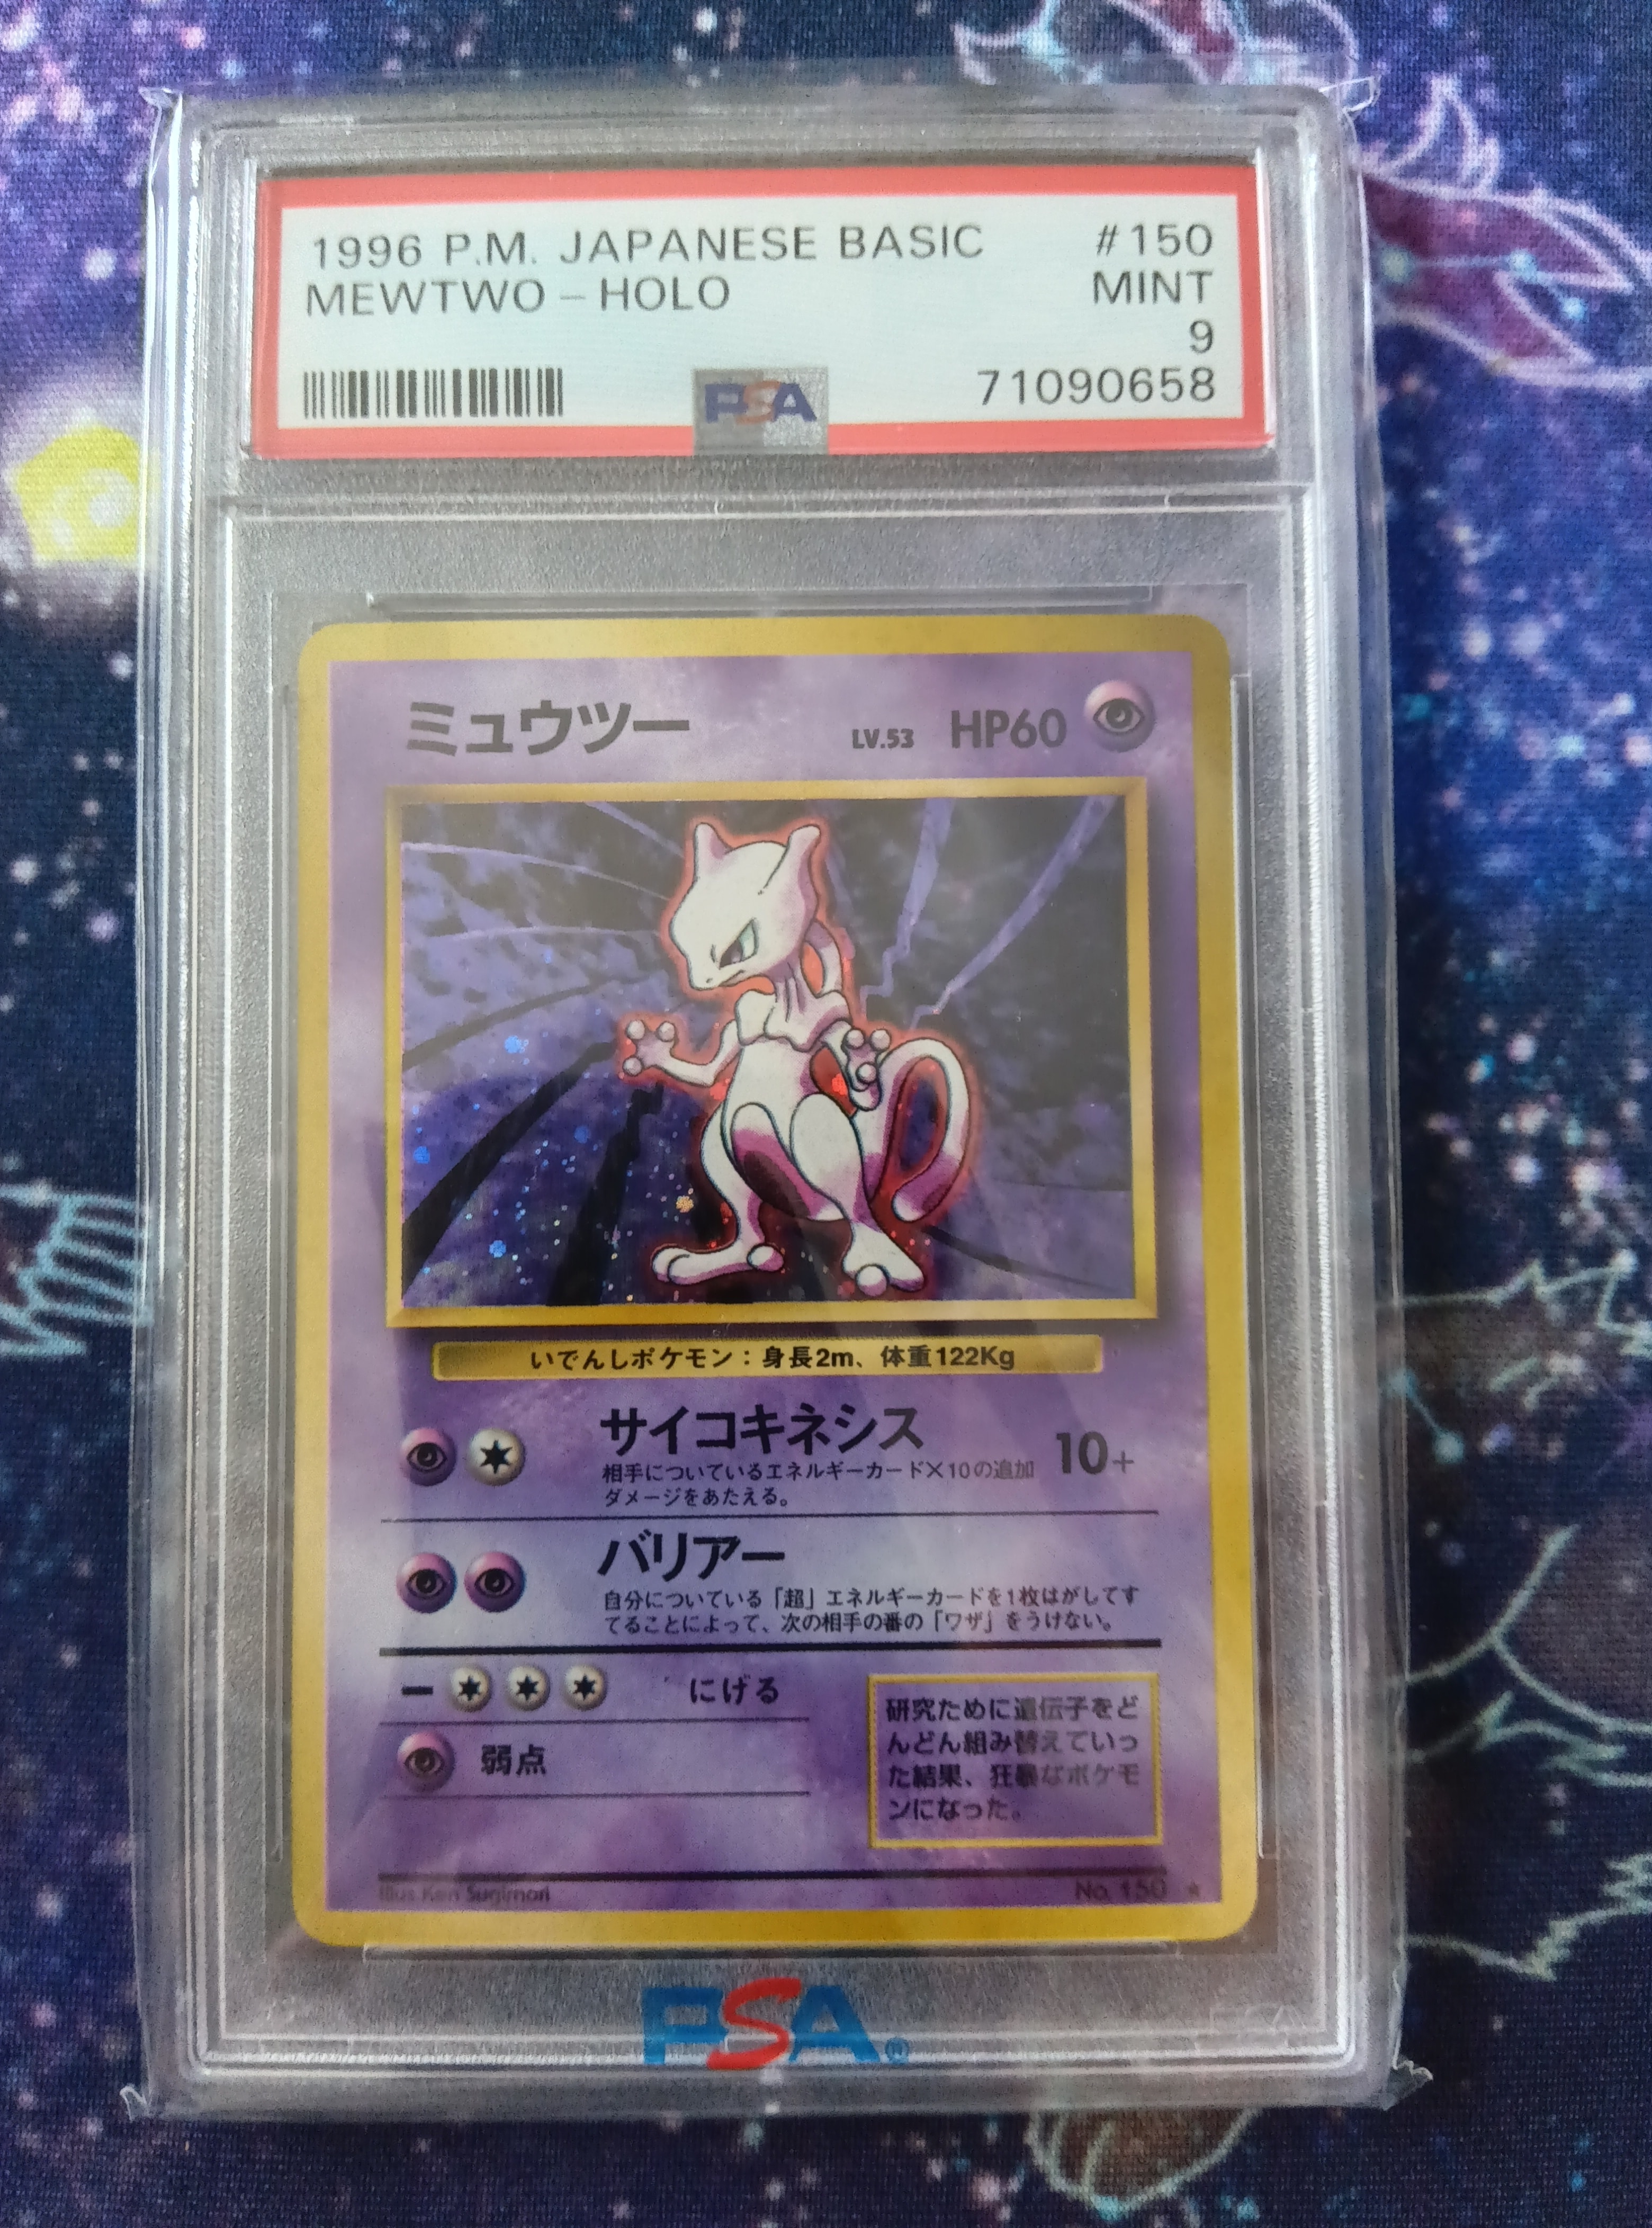 1996 P.M. JAPANESE BASIC #150
MEWTWO - HOLO MINT
9
PSA 71090658
ミュウツー LV.53 HP60
いでんしポケモン：身長2m、体重122Kg
サイコキネシス 10+
相手についているエネルギーカード×10の追加
ダメージをあたえる。
バリアー
自分についている「超」エネルギーカードを1枚はがしてす
てることによって、次の相手の番の「ワザ」をうけない。
にげる
弱点
研究ために遺伝子をど
んどん組み替えていっ
た結果、狂暴なポケモ
ンになった。
Illus. Ken Sugimori No. 150 ★
PSA®